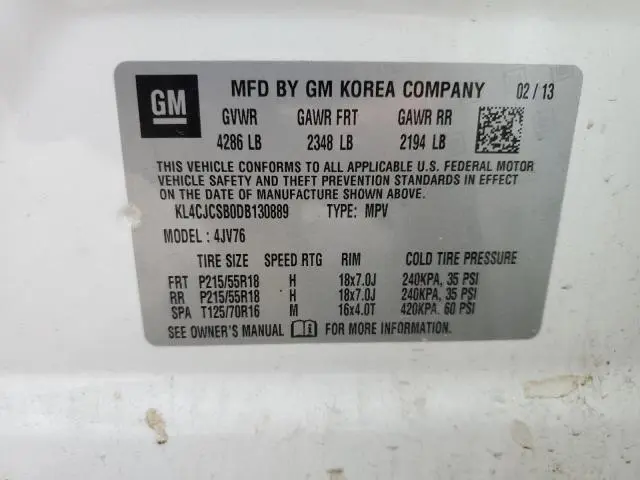 GM MFD BY GM KOREA COMPANY 02 / 13
GVWR GAWR FRT GAWR RR
4286 LB 2348 LB 2194 LB
THIS VEHICLE CONFORMS TO ALL APPLICABLE U.S. FEDERAL MOTOR
VEHICLE SAFETY AND THEFT PREVENTION STANDARDS IN EFFECT
ON THE DATE OF MANUFACTURE SHOWN ABOVE.
KL4CJCSB0DB130889 TYPE: MPV
MODEL : 4JV76
TIRE SIZE SPEED RTG RIM COLD TIRE PRESSURE
FRT P215/55R18 H 18x7.0J 240KPA, 35 PSI
RR P215/55R18 H 18x7.0J 240KPA, 35 PSI
SPA T125/70R16 M 16x4.0T 420KPA. 60 PSI
SEE OWNER'S MANUAL FOR MORE INFORMATION.